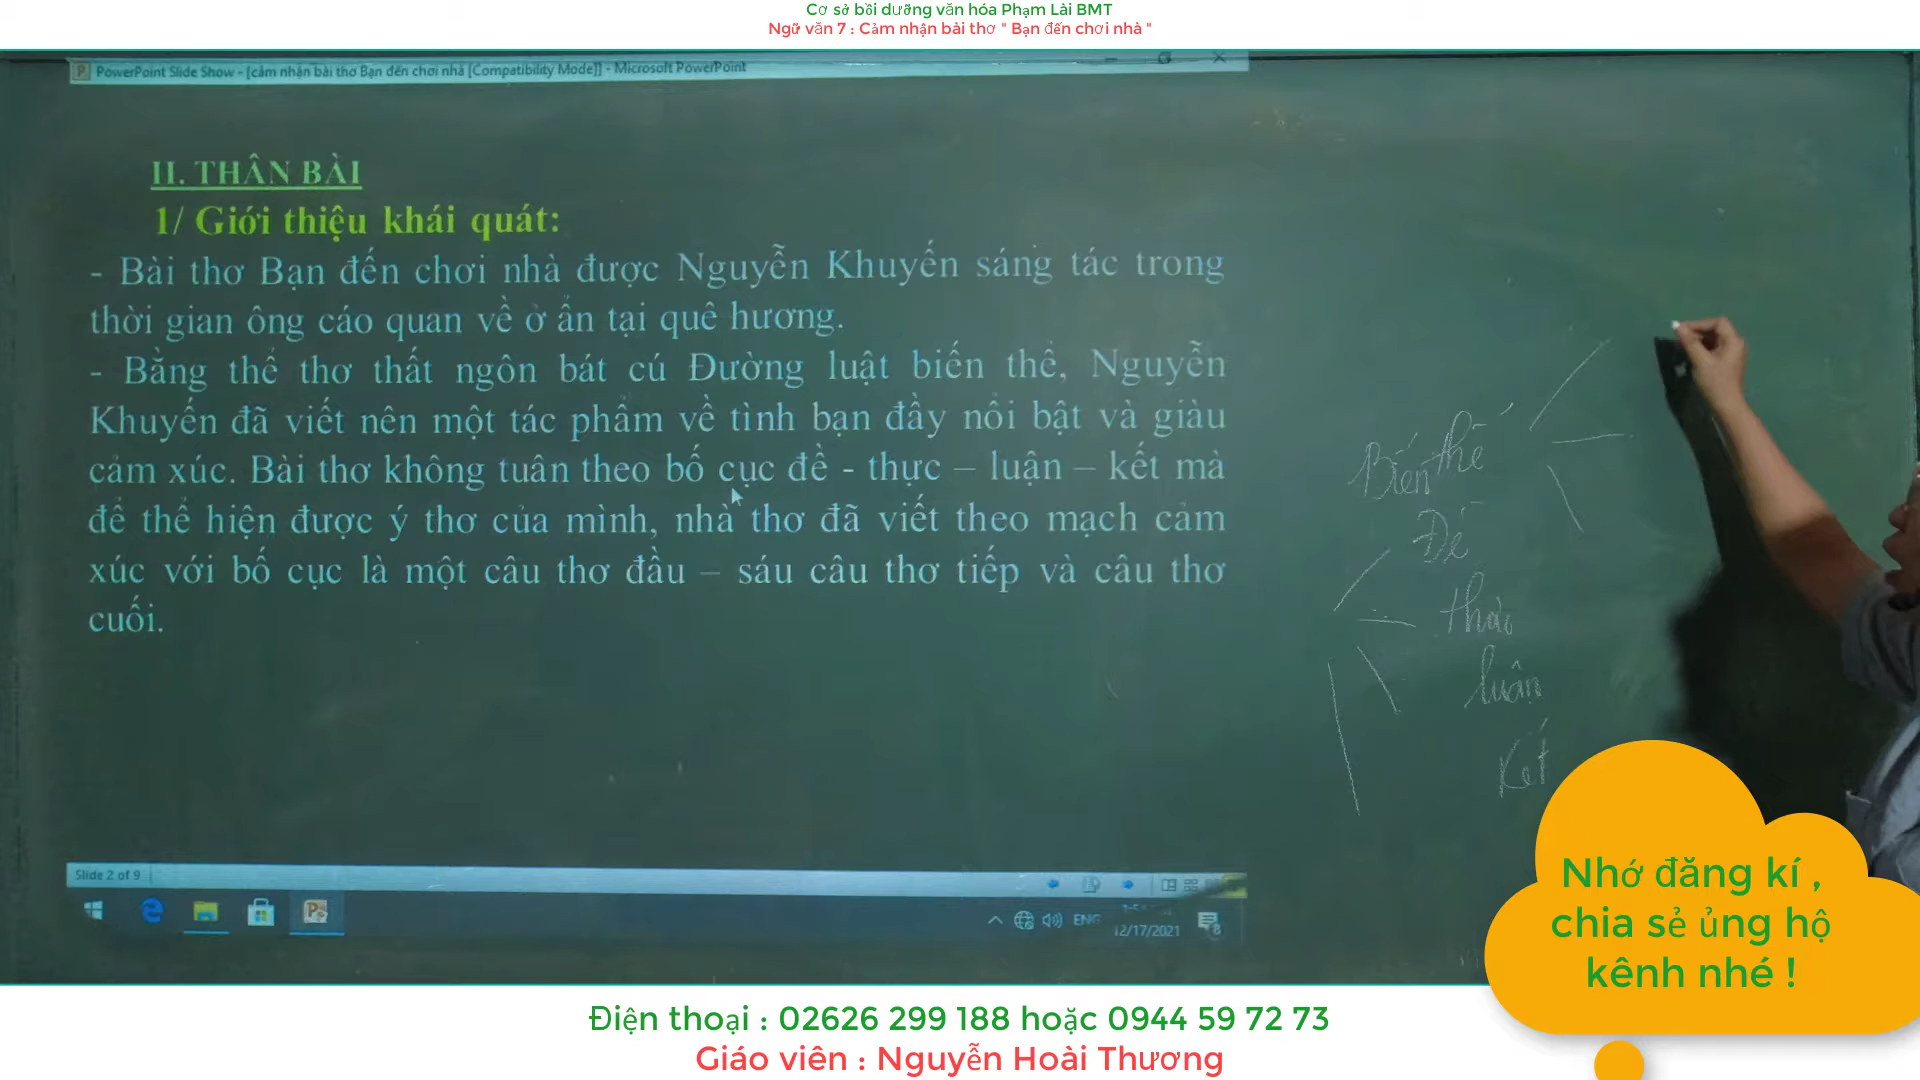 Cơ sở bồi dưỡng văn hóa Phạm Lài BMT
Ngữ văn 7 : Cảm nhận bài thơ " Bạn đến chơi nhà "
PowerPoint Slide Show - [cảm nhận bài thơ Bạn đến chơi nhà [Compatibility Mode]] - Microsoft PowerPoint
II. THÂN BÀI
1/ Giới thiệu khái quát:
- Bài thơ Bạn đến chơi nhà được Nguyễn Khuyến sáng tác trong
thời gian ông cáo quan về ở ẩn tại quê hương.
- Bằng thể thơ thất ngôn bát cú Đường luật biến thể, Nguyễn
Khuyến đã viết nên một tác phẩm về tình bạn đầy nổi bật và giàu
cảm xúc. Bài thơ không tuân theo bố cục đề - thực – luận – kết mà
để thể hiện được ý thơ của mình, nhà thơ đã viết theo mạch cảm
xúc với bố cục là một câu thơ đầu – sáu câu thơ tiếp và câu thơ
cuối.
Biến thể
Đề
luận
Kết
Slide 2 of 9
ENG
12/17/2021
8
Nhớ đăng kí ,
chia sẻ ủng hộ
kênh nhé !
Điện thoại : 02626 299 188 hoặc 0944 59 72 73
Giáo viên : Nguyễn Hoài Thương